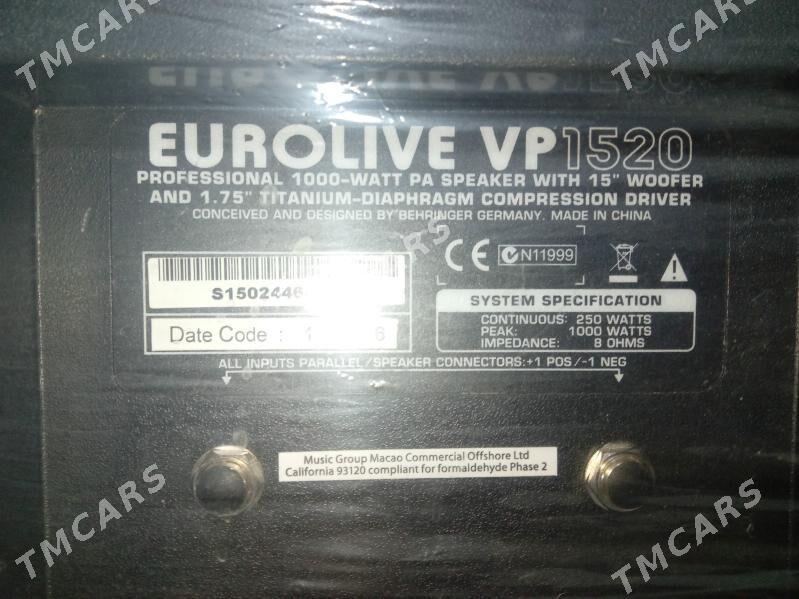 TMCARS
TMCARS
EUROLIVE VP1520
PROFESSIONAL 1000-WATT PA SPEAKER WITH 15" WOOFER
AND 1.75" TITANIUM-DIAPHRAGM COMPRESSION DRIVER
CONCEIVED AND DESIGNED BY BEHRINGER GERMANY. MADE IN CHINA
TMCARS
CE N11999
S1502446
Date Code :
SYSTEM SPECIFICATION
CONTINUOUS: 250 WATTS
PEAK: 1000 WATTS
IMPEDANCE: 8 OHMS
ALL INPUTS PARALLEL/SPEAKER CONNECTORS:+1 POS/-1 NEG
Music Group Macao Commercial Offshore Ltd
California 93120 compliant for formaldehyde Phase 2
TMCARS
TMCARS